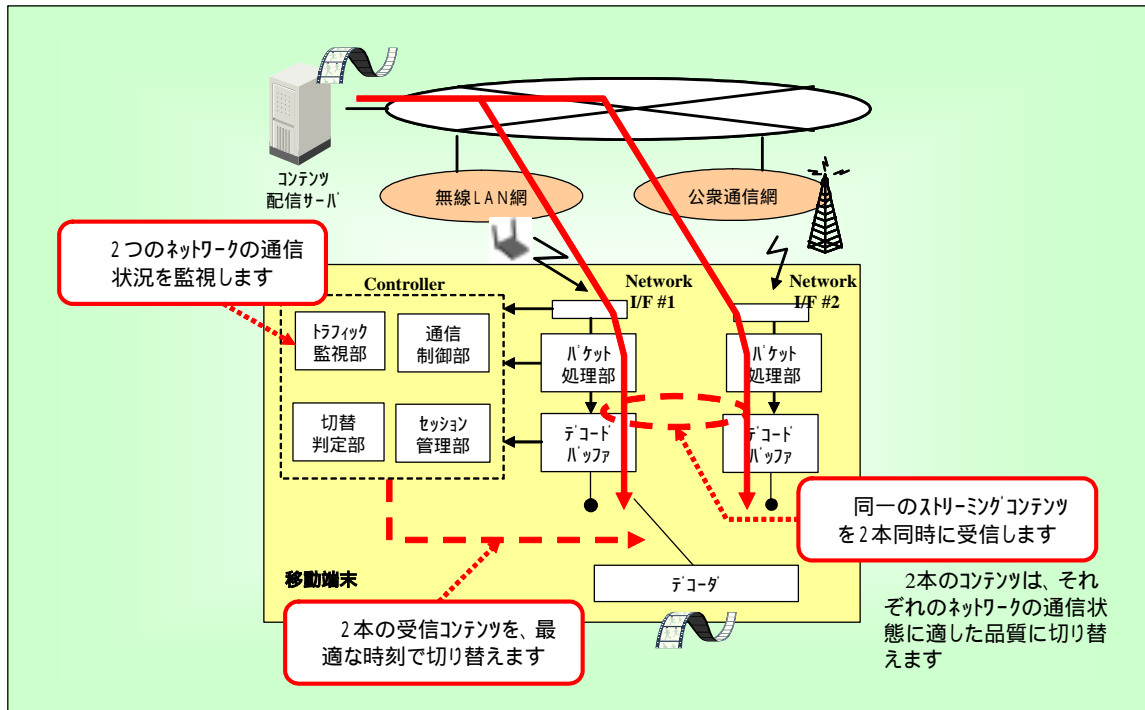 コンテンツ
配信サーバ
無線LAN網
公衆通信網
2つのネットワークの通信
状況を監視します
Controller
Network
I/F #1
Network
I/F #2
トラフィック
監視部
通信
制御部
パケット
処理部
パケット
処理部
切替
判定部
セッション
管理部
デコード
バッファ
デコード
バッファ
同一のストリーミングコンテンツ
を2本同時に受信します
移動端末
デコーダ
2本の受信コンテンツを、最
適な時刻で切り替えます
2本のコンテンツは、それ
ぞれのネットワークの通信状
態に適した品質に切り替
えます